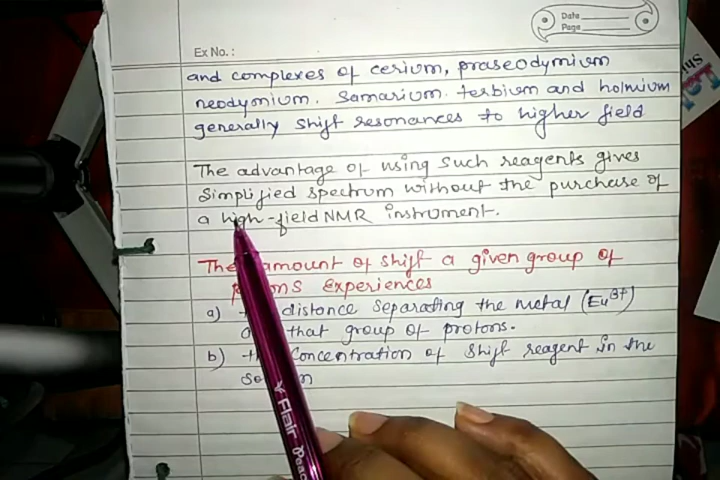 Date
Page
Ex No. :
and complexes of cerium, praseodymium
neodymium. Samarium. terbium and holmium
generally shift resonances to higher field
The advantage of using such reagents gives
simplified spectrum without the purchase of
a high-field NMR instrument.
The amount of shift a given group of
experiences
a) distance separating the metal (Eu3+)
that group of protons.
b) concentration of shift reagent in the
Flair